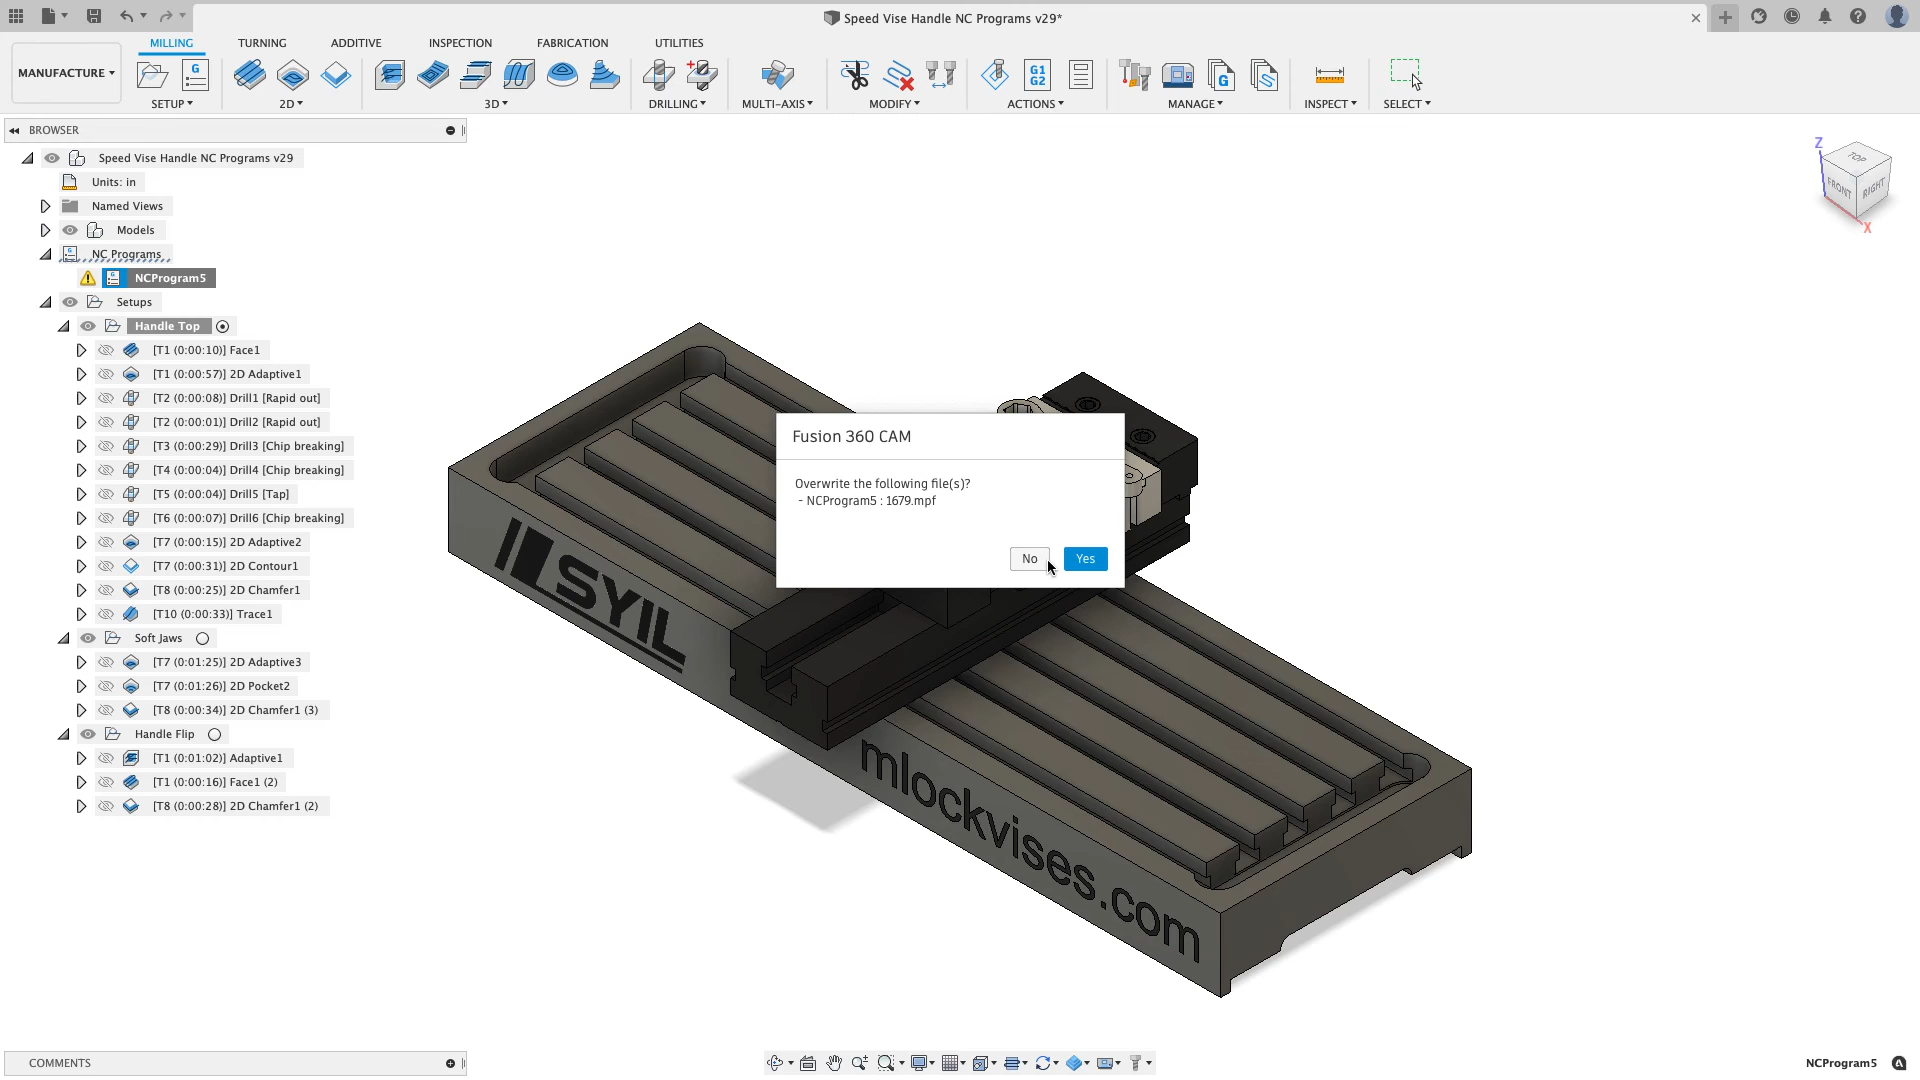 Speed Vise Handle NC Programs v29*
MANUFACTURE
MILLING
TURNING
ADDITIVE
INSPECTION
FABRICATION
UTILITIES
G
G1
G2
G
SETUP
2D
3D
DRILLING
MULTI-AXIS
MODIFY
ACTIONS
MANAGE
INSPECT
SELECT
BROWSER
Speed Vise Handle NC Programs v29
Units: in
Named Views
Models
NC Programs
NCProgram5
Setups
Handle Top
[T1 (0:00:10)] Face1
[T1 (0:00:57)] 2D Adaptive1
[T2 (0:00:08)] Drill1 [Rapid out]
[T2 (0:00:01)] Drill2 [Rapid out]
[T3 (0:00:29)] Drill3 [Chip breaking]
[T4 (0:00:04)] Drill4 [Chip breaking]
[T5 (0:00:04)] Drill5 [Tap]
[T6 (0:00:07)] Drill6 [Chip breaking]
[T7 (0:00:15)] 2D Adaptive2
[T7 (0:00:31)] 2D Contour1
[T8 (0:00:25)] 2D Chamfer1
[T10 (0:00:33)] Trace1
Soft Jaws
[T7 (0:01:25)] 2D Adaptive3
[T7 (0:01:26)] 2D Pocket2
[T8 (0:00:34)] 2D Chamfer1 (3)
Handle Flip
[T1 (0:01:02)] Adaptive1
[T1 (0:00:16)] Face1 (2)
[T8 (0:00:28)] 2D Chamfer1 (2)
Z
TOP
FRONT
RIGHT
X
Fusion 360 CAM
Overwrite the following file(s)?
- NCProgram5 : 1679.mpf
No
Yes
SYIL
mlockvises.com
COMMENTS
NCProgram5